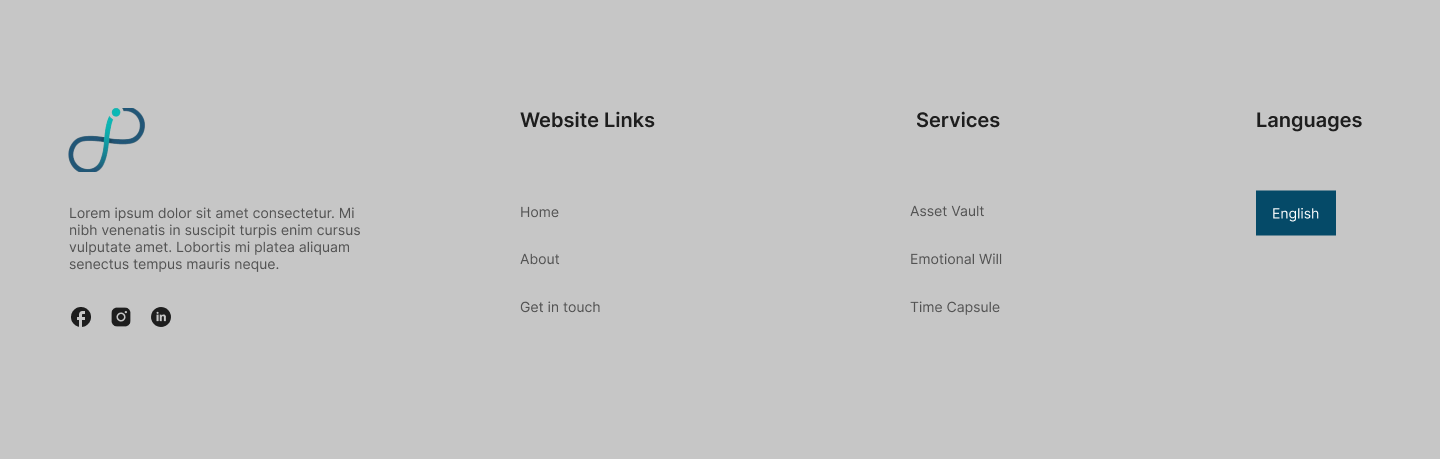 Lorem ipsum dolor sit amet consectetur. Mi
nibh venenatis in suscipit turpis enim cursus
vulputate amet. Lobortis mi platea aliquam
senectus tempus mauris neque.
Website Links
Home
About
Get in touch
Services
Asset Vault
Emotional Will
Time Capsule
Languages
English